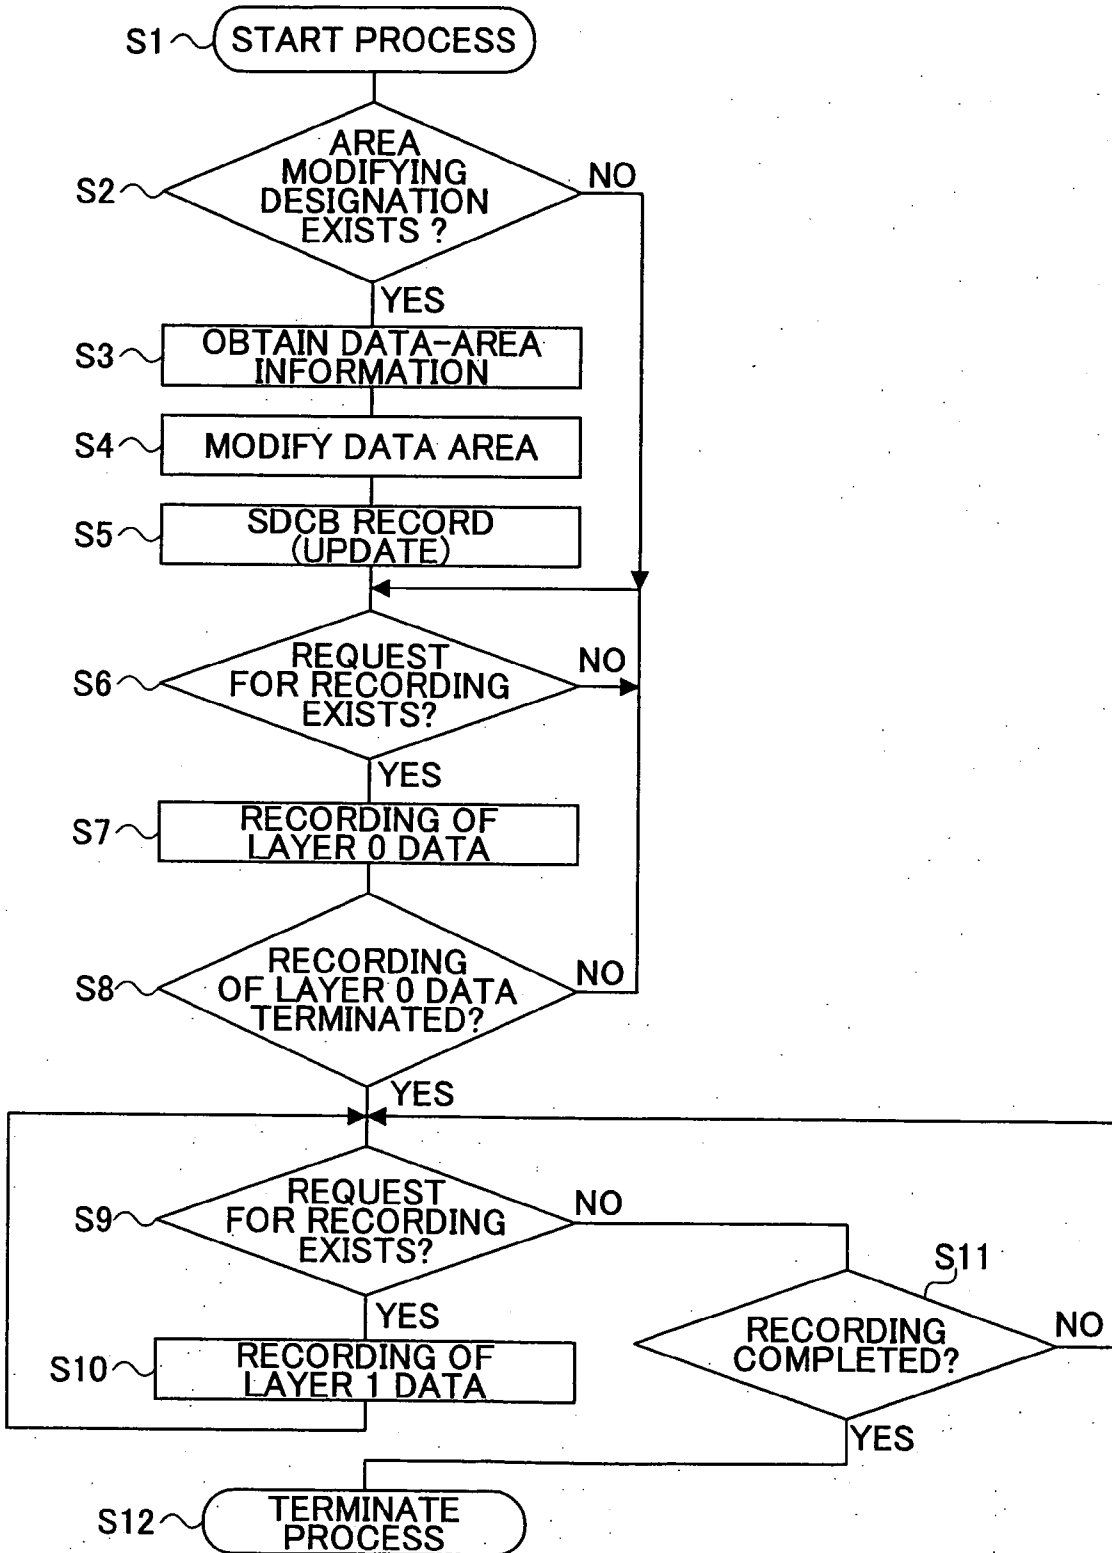 S1
START PROCESS
AREA
MODIFYING
DESIGNATION
EXISTS ?
S2
NO
YES
S3
OBTAIN DATA-AREA
INFORMATION
S4
MODIFY DATA AREA
S5
SDCB RECORD
(UPDATE)
S6
REQUEST
FOR RECORDING
EXISTS?
NO
YES
S7
RECORDING OF
LAYER 0 DATA
S8
RECORDING
OF LAYER 0 DATA
TERMINATED?
NO
YES
S9
REQUEST
FOR RECORDING
EXISTS?
NO
YES
S10
RECORDING OF
LAYER 1 DATA
S11
RECORDING
COMPLETED?
NO
YES
S12
TERMINATE
PROCESS